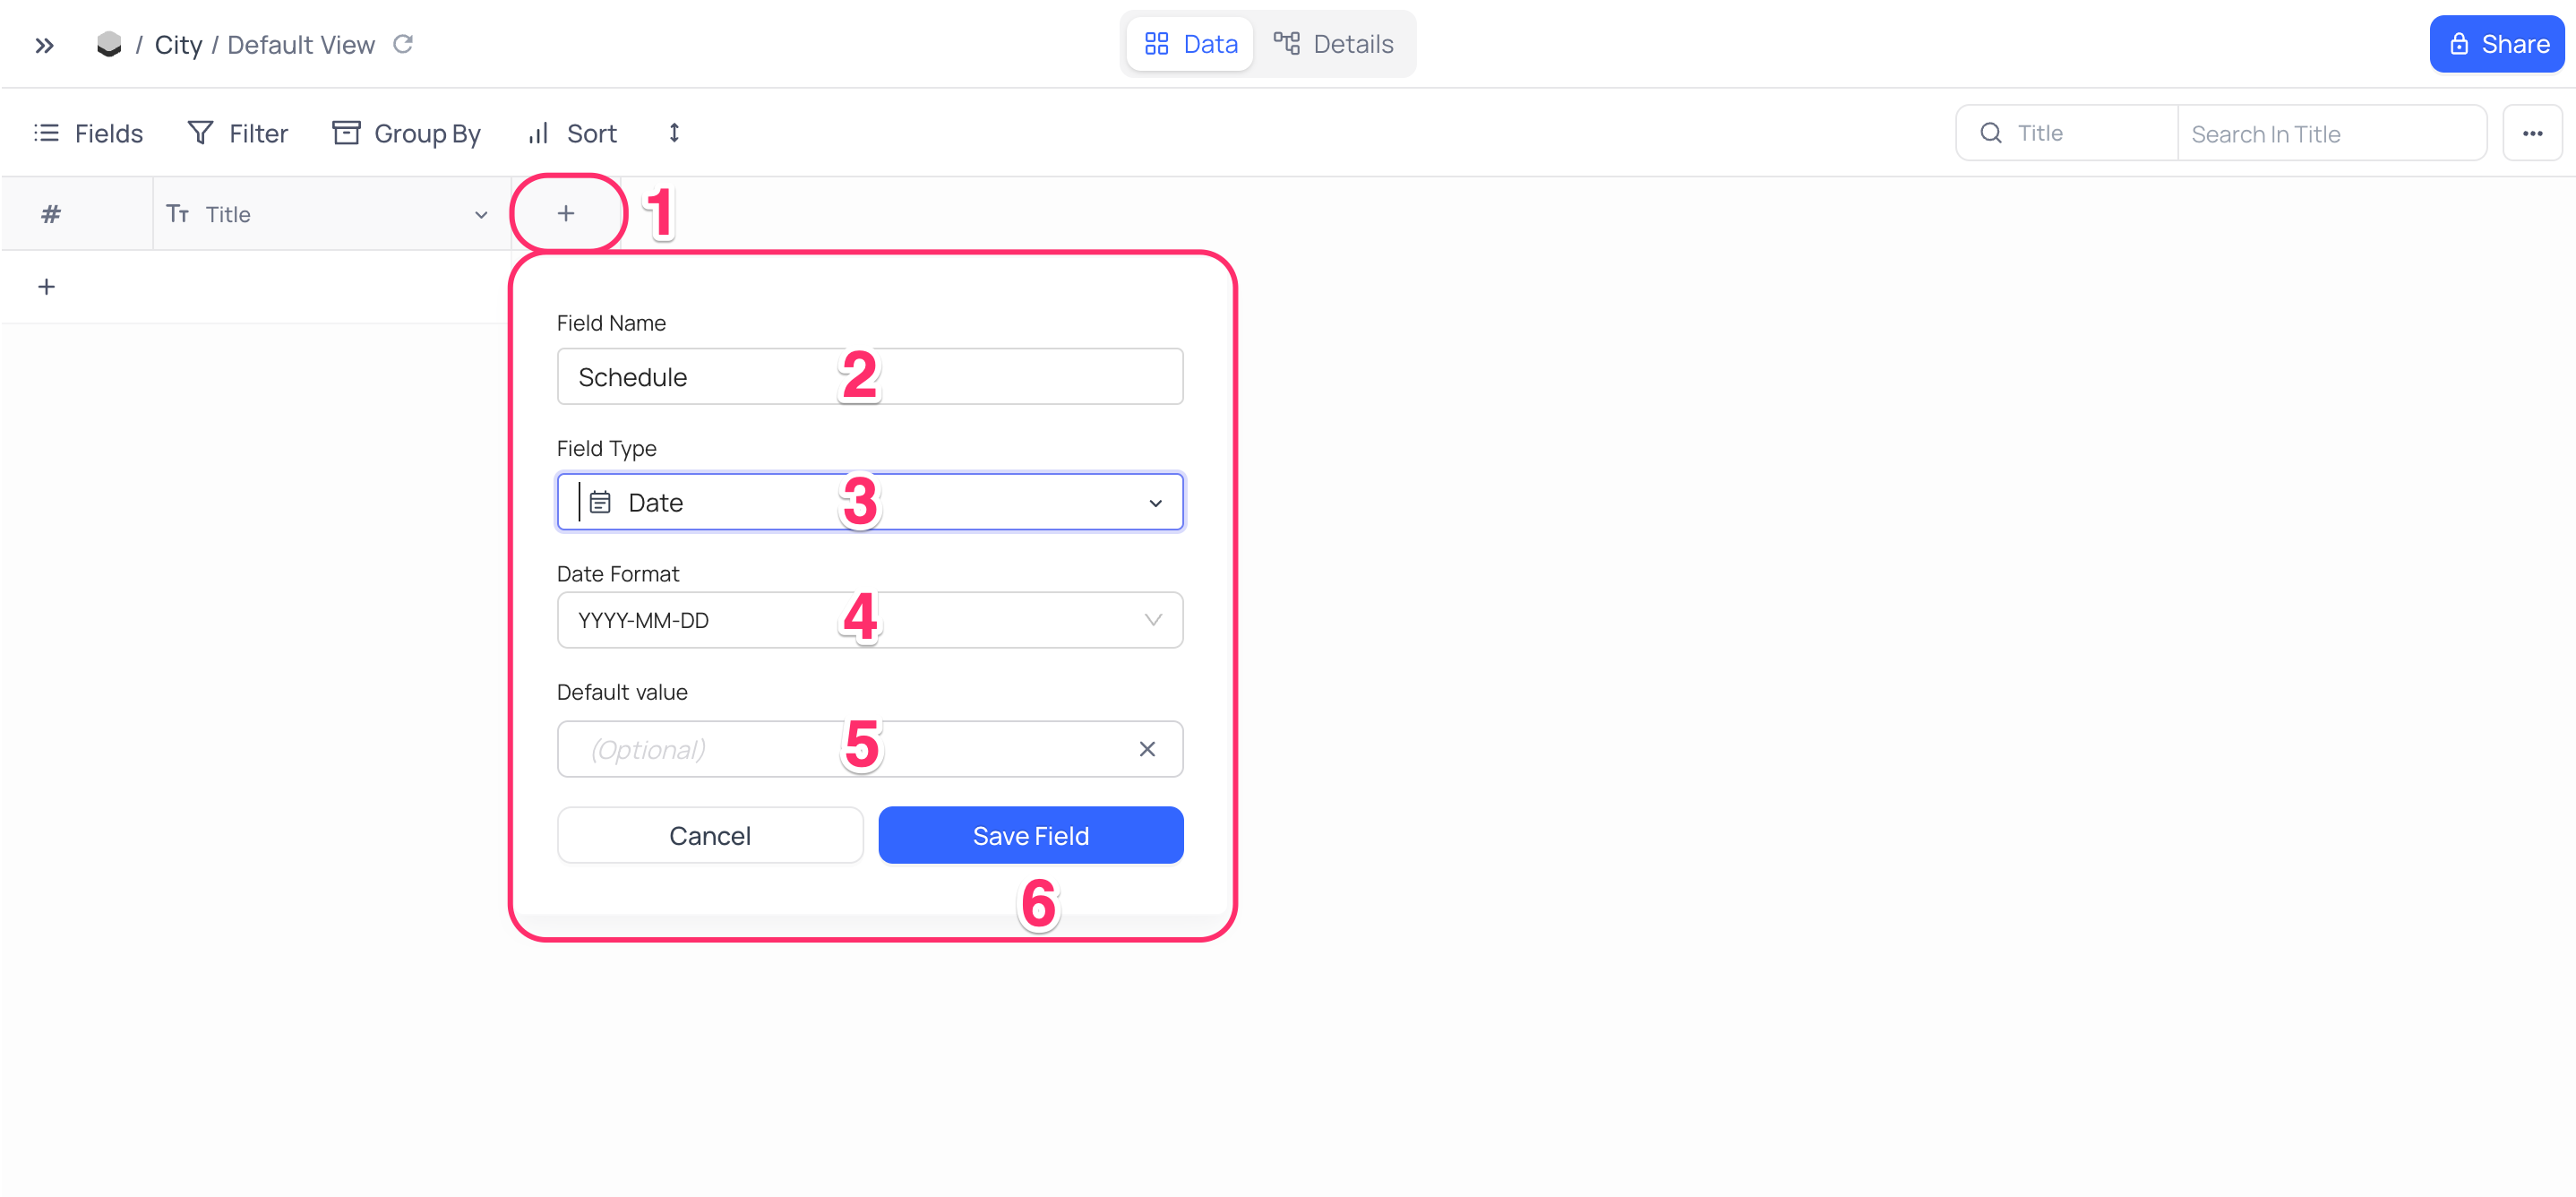 / City / Default View
Data Details
Share
Fields Filter Group By Sort
Title Search In Title
# Title + 1
+
Field Name
Schedule 2
Field Type
Date 3
Date Format
YYYY-MM-DD 4
Default value
(Optional) 5
Cancel Save Field
6